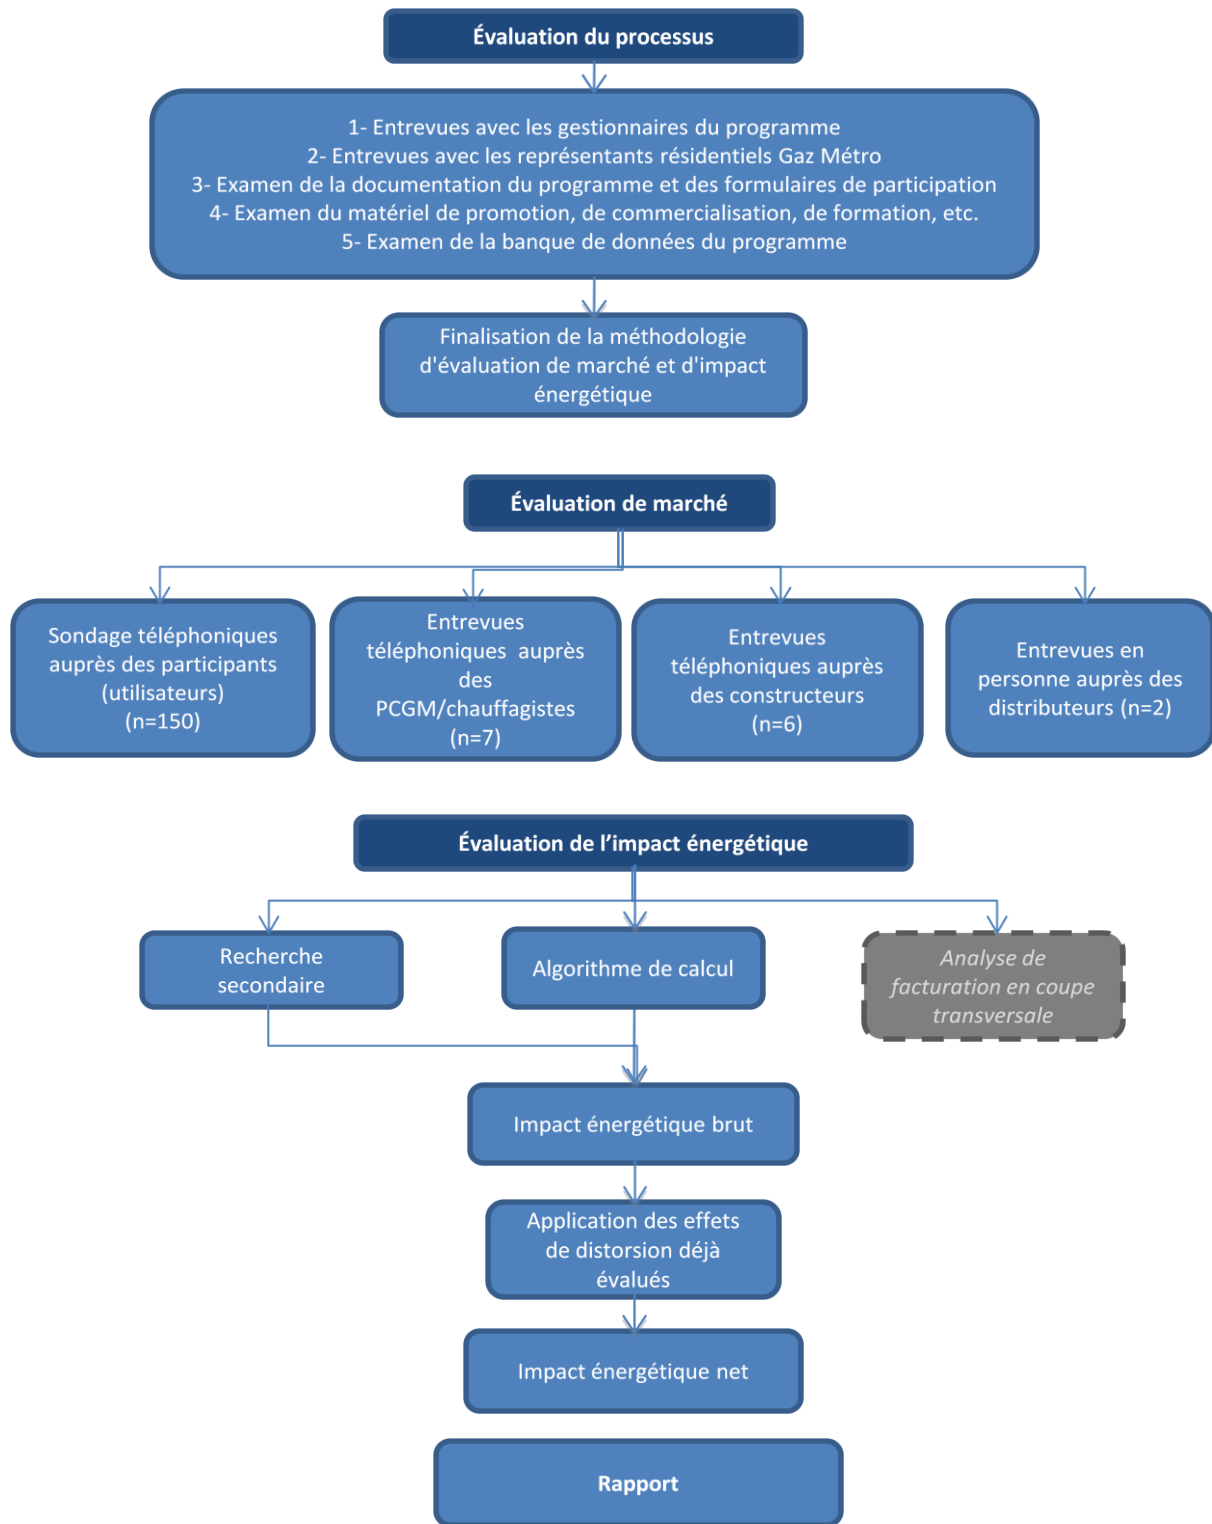 Évaluation du processus
1- Entrevues avec les gestionnaires du programme
2- Entrevues avec les représentants résidentiels Gaz Métro
3- Examen de la documentation du programme et des formulaires de participation
4- Examen du matériel de promotion, de commercialisation, de formation, etc.
5- Examen de la banque de données du programme
Finalisation de la méthodologie
d'évaluation de marché et d'impact
énergétique
Évaluation de marché
Sondage téléphoniques
auprès des participants
(utilisateurs)
(n=150)
Entrevues
téléphoniques auprès
des
PCGM/chauffagistes
(n=7)
Entrevues
téléphoniques auprès
des constructeurs
(n=6)
Entrevues en
personne auprès des
distributeurs (n=2)
Évaluation de l’impact énergétique
Recherche
secondaire
Algorithme de calcul
Analyse de
facturation en coupe
transversale
Impact énergétique brut
Application des effets
de distorsion déjà
évalués
Impact énergétique net
Rapport